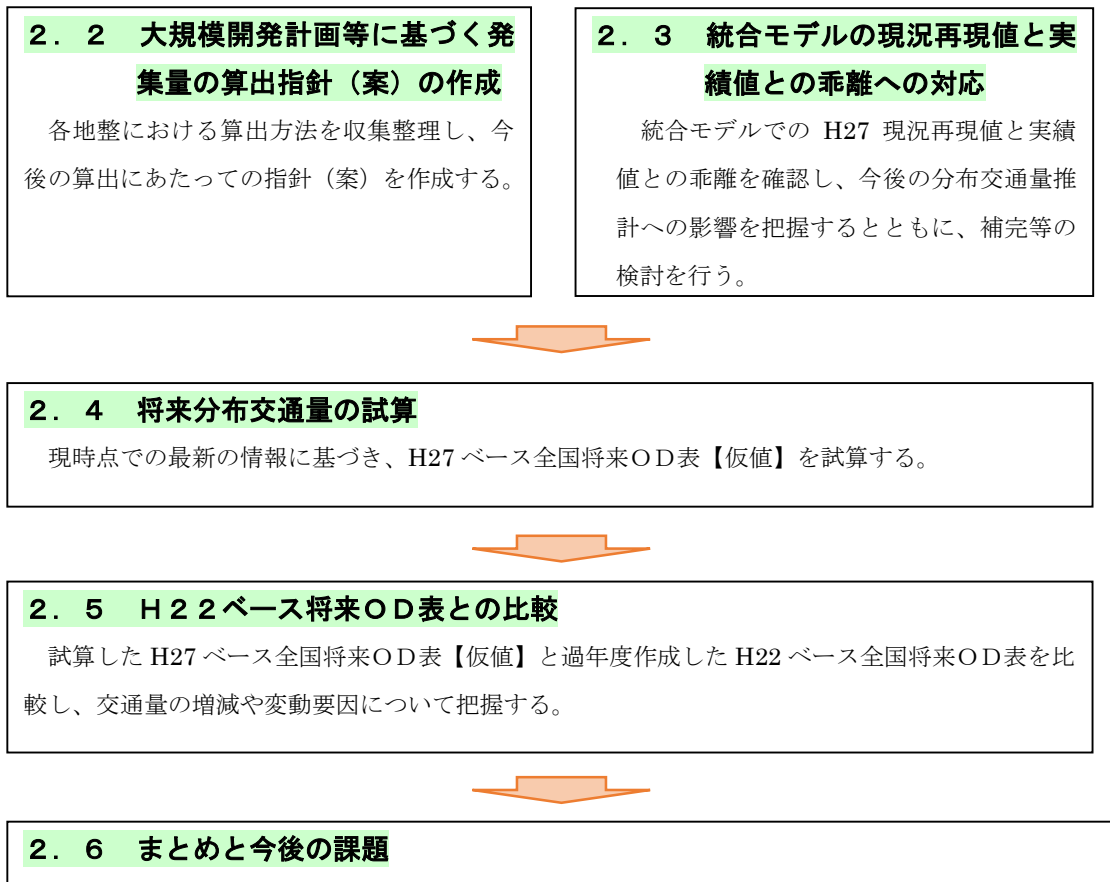 ２．２　大規模開発計画等に基づく発
集量の算出指針（案）の作成
各地整における算出方法を収集整理し、今
後の算出にあたっての指針（案）を作成する。
２．３　統合モデルの現況再現値と実
績値との乖離への対応
統合モデルでの H27 現況再現値と実績
値との乖離を確認し、今後の分布交通量推
計への影響を把握するとともに、補完等の
検討を行う。
２．４　将来分布交通量の試算
現時点での最新の情報に基づき、H27 ベース全国将来ＯＤ表【仮値】を試算する。
２．５　Ｈ２２ベース将来ＯＤ表との比較
試算した H27 ベース全国将来ＯＤ表【仮値】と過年度作成した H22 ベース全国将来ＯＤ表を比
較し、交通量の増減や変動要因について把握する。
２．６　まとめと今後の課題